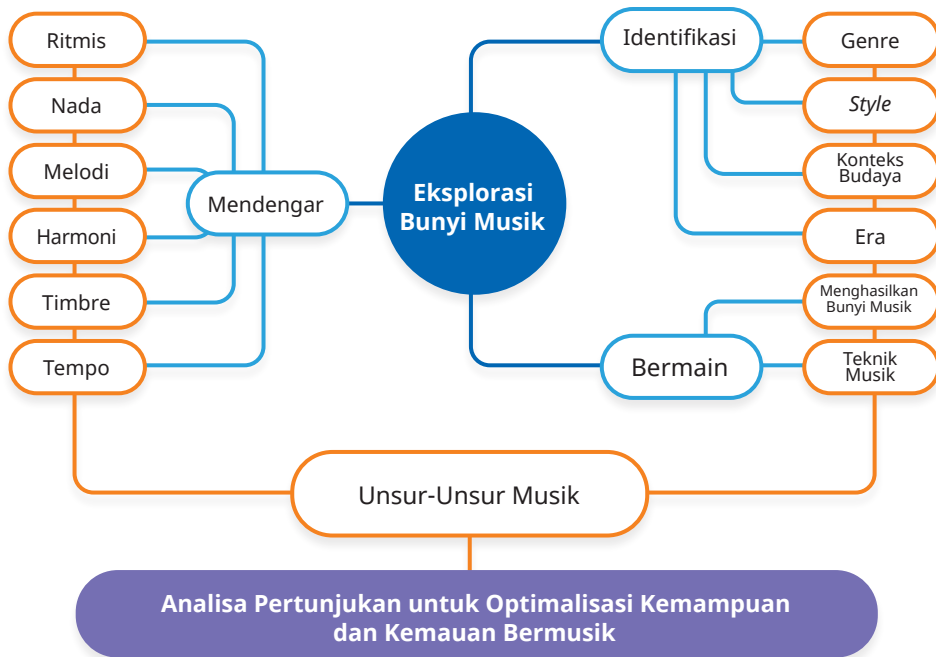 Ritmis
Nada
Melodi
Harmoni
Timbre
Tempo
Mendengar
Eksplorasi
Bunyi Musik
Identifikasi
Bermain
Genre
Style
Konteks
Budaya
Era
Menghasilkan
Bunyi Musik
Teknik
Musik
Unsur-Unsur Musik
Analisa Pertunjukan untuk Optimalisasi Kemampuan
dan Kemauan Bermusik